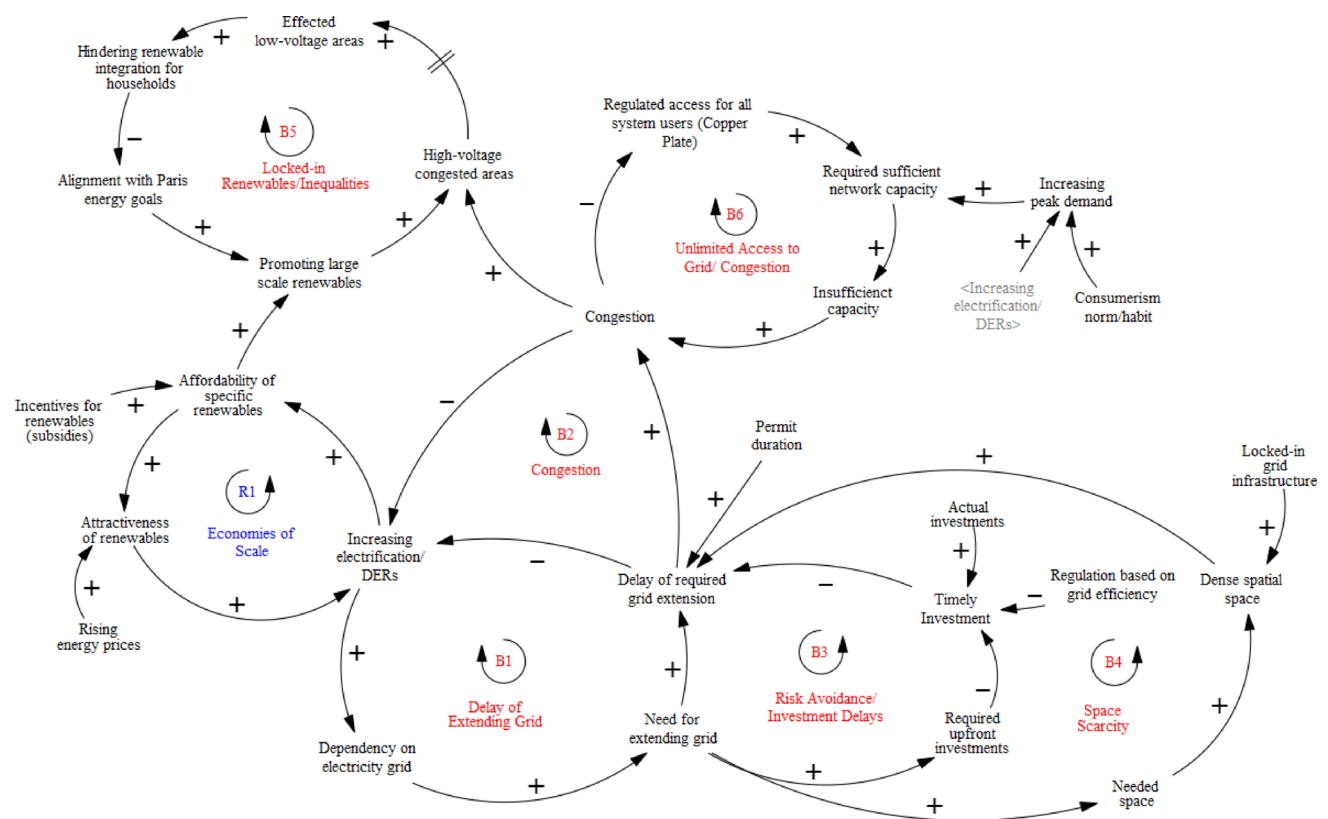 Effected
low-voltage areas
+
+
Hindering renewable
integration for
households
−
B5
Locked-in
Renewables/Inequalities
Alignment with Paris
energy goals
+
High-voltage
congested areas
+
Promoting large
scale renewables
+
Regulated access for all
system users (Copper
Plate)
+
Required sufficient
network capacity
+
Increasing
peak demand
−
B6
Unlimited Access to
Grid/ Congestion
+
+
+
Insufficienct
capacity
<Increasing
electrification/
DERs>
Consumerism
norm/habit
Congestion
+
+
Affordability of
specific renewables
Incentives for
renewables
(subsidies)
+
−
B2
Congestion
+
Permit
duration
+
+
Locked-in
grid
infrastructure
+
+
+
R1
Economies of
Scale
Attractiveness
of renewables
+
Rising
energy prices
+
Increasing
electrification/
DERs
−
Delay of required
grid extension
−
Actual
investments
+
Timely
Investment
−
Regulation based on
grid efficiency
Dense spatial
space
+
B1
Delay of
Extending Grid
+
B3
Risk Avoidance/
Investment Delays
−
B4
Space
Scarcity
+
Dependency on
electricity grid
+
Need for
extending grid
+
Required
upfront
investments
+
Needed
space